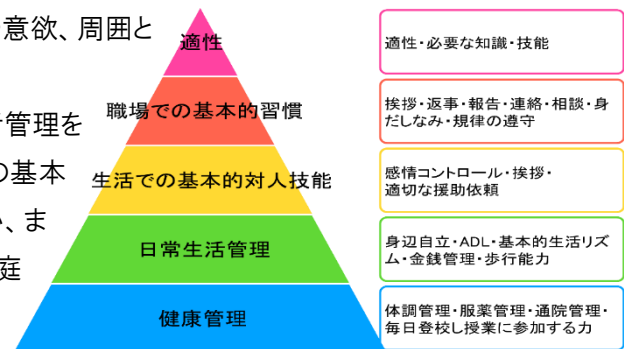 意欲、周囲と
管理を
の基本
、ま
庭
適性
職場での基本的習慣
生活での基本的対人技能
日常生活管理
健康管理
適性・必要な知識・技能
挨拶・返事・報告・連絡・相談・身
だしなみ・規律の遵守
感情コントロール・挨拶・
適切な援助依頼
身辺自立・ADL・基本的生活リズ
ム・金銭管理・歩行能力
体調管理・服薬管理・通院管理・
毎日登校し授業に参加する力